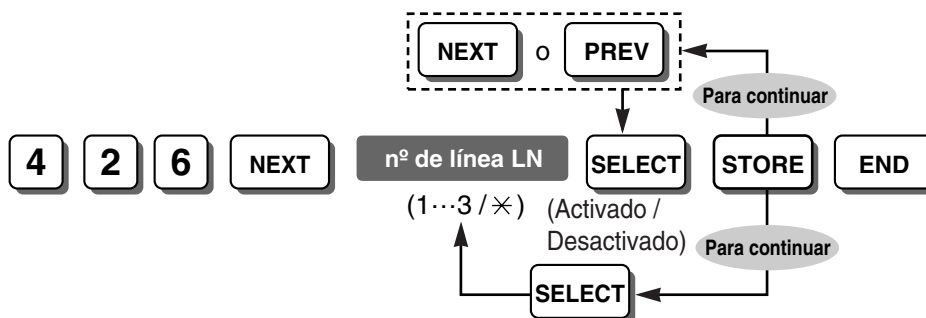 NEXT o PREV
Para continuar
4 2 6 NEXT nº de línea LN SELECT STORE END
(1···3 / ✳) (Activado /
Desactivado)
Para continuar
SELECT